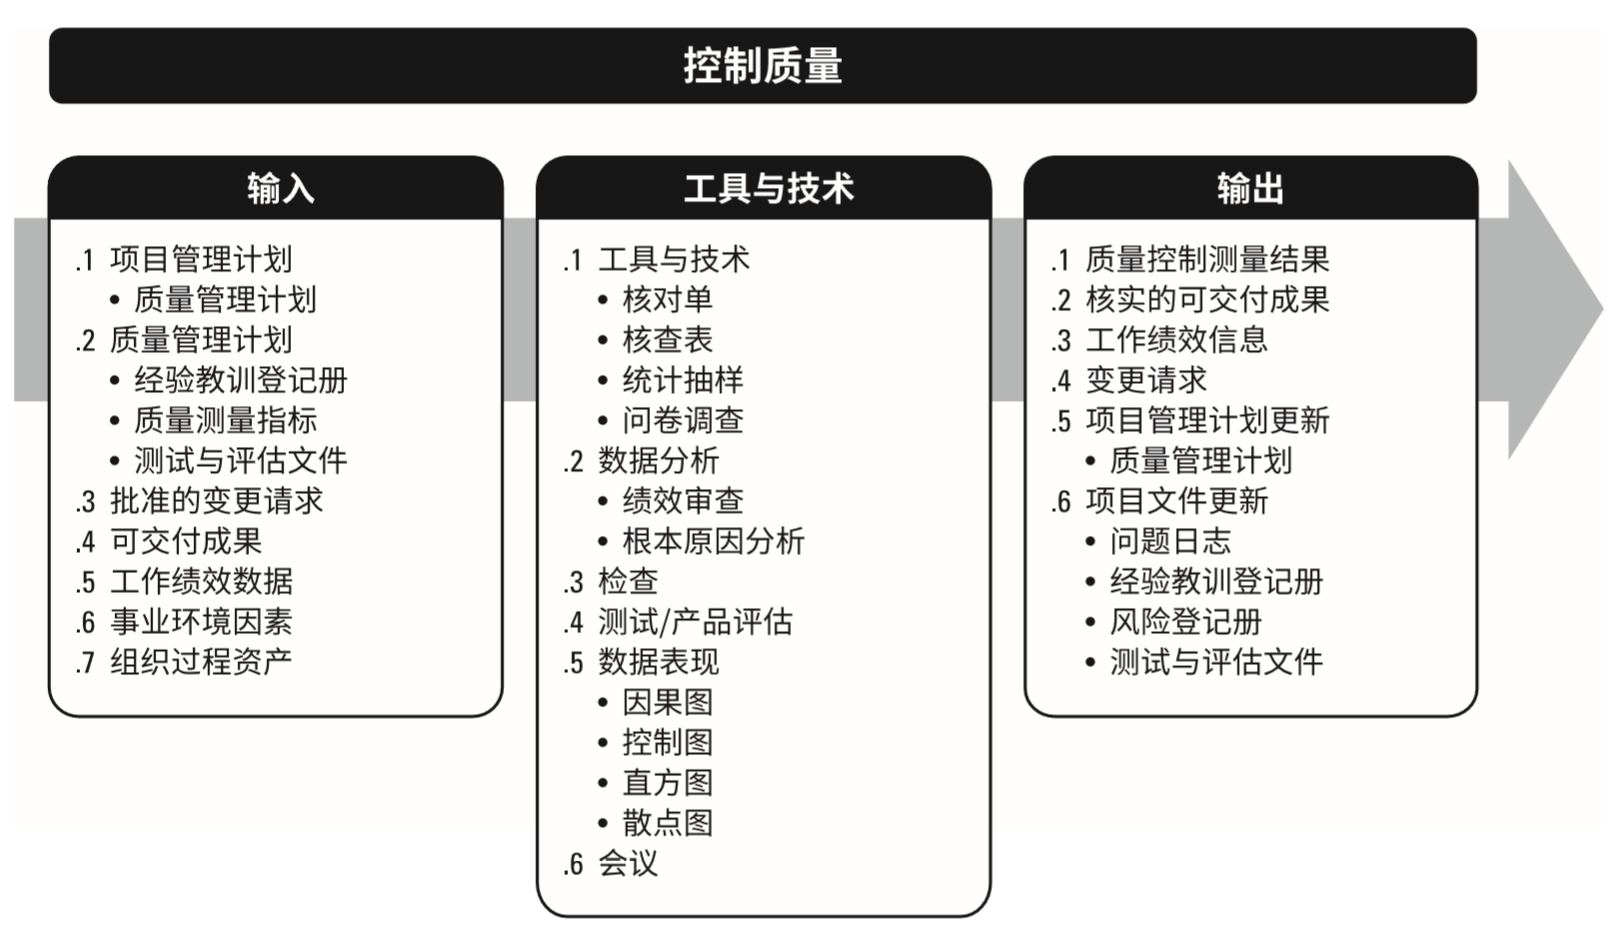 控制质量
输入
.1 项目管理计划
• 质量管理计划
.2 质量管理计划
• 经验教训登记册
• 质量测量指标
• 测试与评估文件
.3 批准的变更请求
.4 可交付成果
.5 工作绩效数据
.6 事业环境因素
.7 组织过程资产
工具与技术
.1 工具与技术
• 核对单
• 核查表
• 统计抽样
• 问卷调查
.2 数据分析
• 绩效审查
• 根本原因分析
.3 检查
.4 测试/产品评估
.5 数据表现
• 因果图
• 控制图
• 直方图
• 散点图
.6 会议
输出
.1 质量控制测量结果
.2 核实的可交付成果
.3 工作绩效信息
.4 变更请求
.5 项目管理计划更新
• 质量管理计划
.6 项目文件更新
• 问题日志
• 经验教训登记册
• 风险登记册
• 测试与评估文件